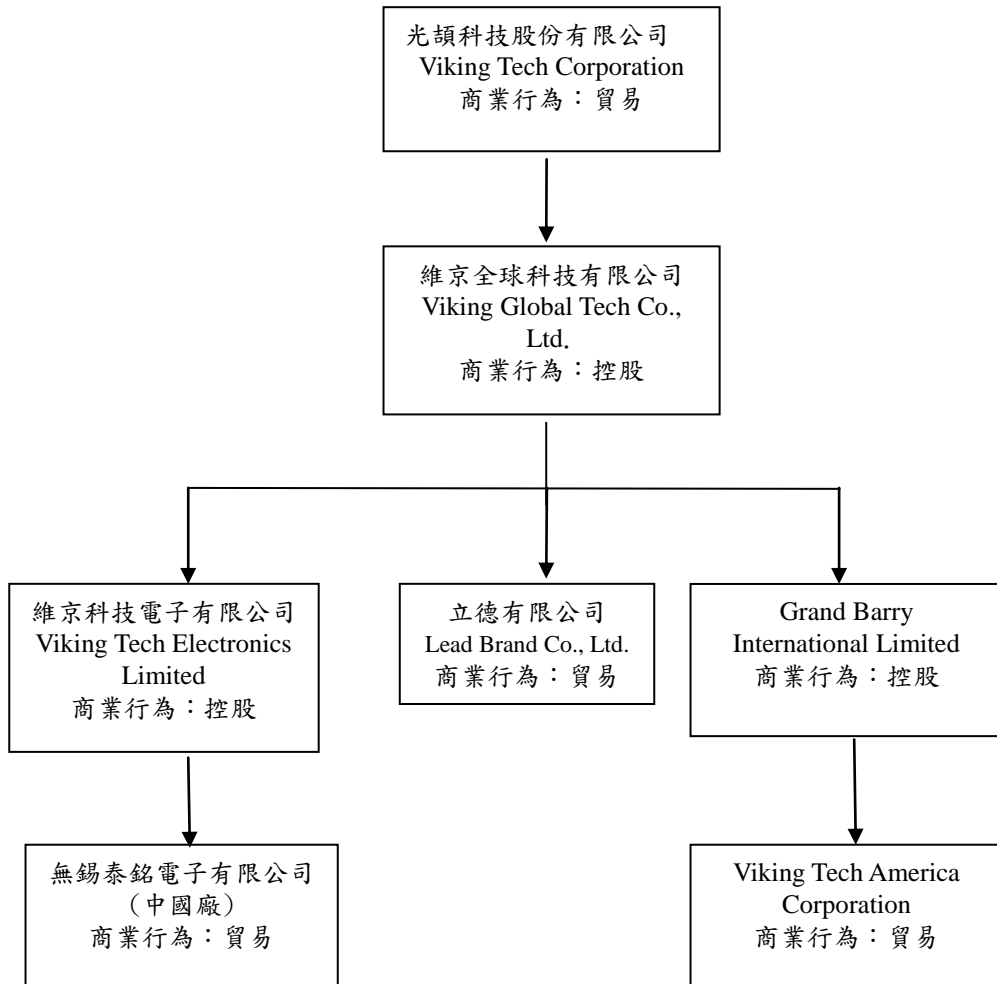 光頡科技股份有限公司
Viking Tech Corporation
商業行為：貿易
維京全球科技有限公司
Viking Global Tech Co.,
Ltd.
商業行為：控股
維京科技電子有限公司
Viking Tech Electronics
Limited
商業行為：控股
立德有限公司
Lead Brand Co., Ltd.
商業行為：貿易
Grand Barry
International Limited
商業行為：控股
無錫泰銘電子有限公司
（中國廠）
商業行為：貿易
Viking Tech America
Corporation
商業行為：貿易